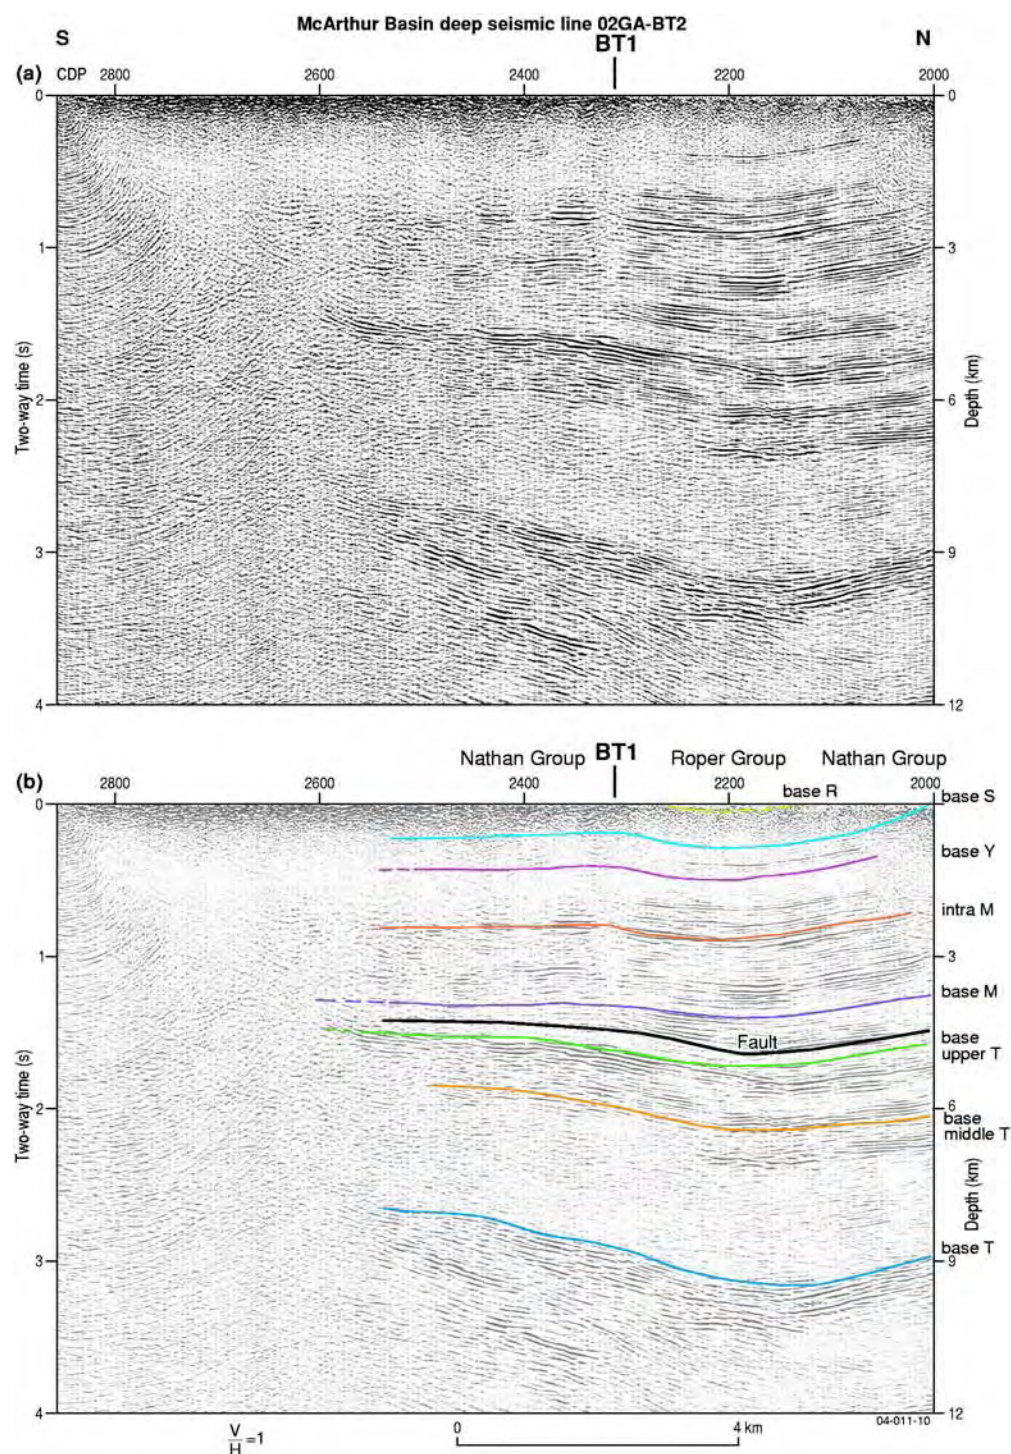 McArthur Basin deep seismic line 02GA-BT2
S BT1 N
(a) CDP 2800 2600 2400 2200 2000
0 0
1 3
2 6
3 9
4 12
Two-way time (s)
Depth (km)
Nathan Group BT1 Roper Group Nathan Group
(b) 2800 2600 2400 2200 2000
base R
base S
0
base Y
intra M
1 3
base M
Fault
base
upper T
2 6
base
middle T
Two-way time (s)
Depth (km)
base T
3 9
4 12
04-011-10
V
H =1
0 4 km